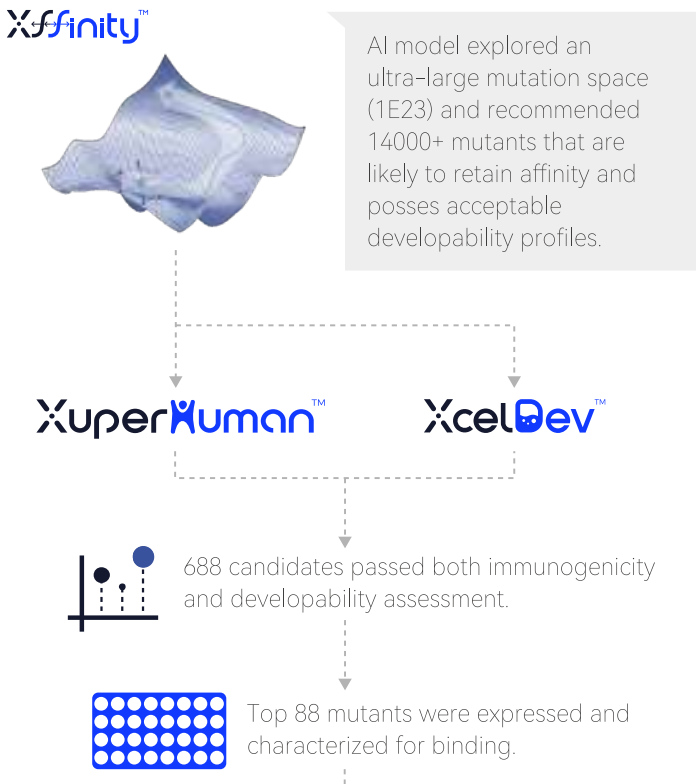 Xffinity™
AI model explored an
ultra-large mutation space
(1E23) and recommended
14000+ mutants that are
likely to retain affinity and
posses acceptable
developability profiles.
XuperHuman™
XcelDev™
688 candidates passed both immunogenicity
and developability assessment.
Top 88 mutants were expressed and
characterized for binding.